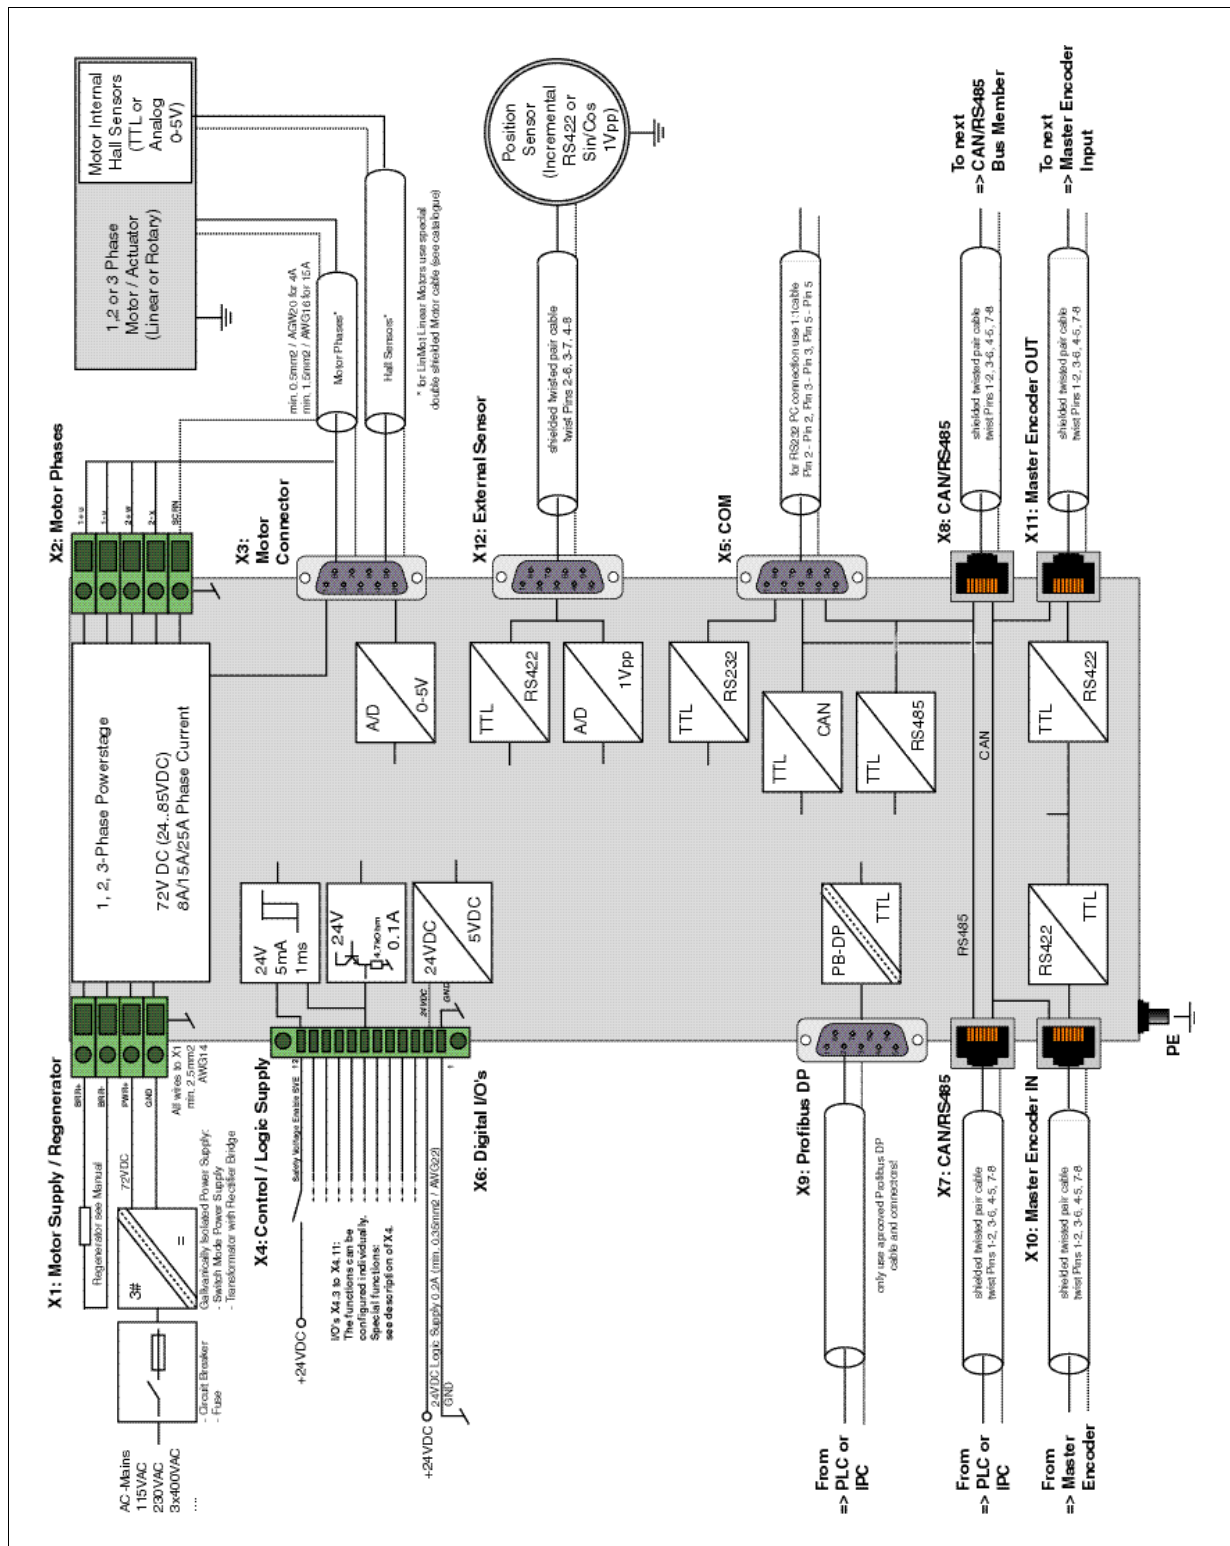 AC-Mains
115VAC
230VAC
3x400VAC
....
- Circuit Breaker
- Fuse
X1: Motor Supply / Regenerator
Regenerator see Manual
3#
=
72VDC
Galvanically Isolated Power Supply:
- Switch Mode Power Supply
- Transformator with Rectifier Bridge
BRR+
BRR-
PWR+
GND
All wires to X1
min. 2.5mm2
AWG14
1, 2, 3-Phase Powerstage
72V DC (24..85VDC)
8A/15A/25A Phase Current
X2: Motor Phases
1+U
1-V
2+W
2-X
SCRN
1,2 or 3 Phase
Motor / Actuator
(Linear or Rotary)
Motor Internal
Hall Sensors
(TTL or
Analog
0-5V)
min. 0.5mm2 / AGW20 for 4A
min. 1.5mm2 / AWG16 for 15A
Motor Phases*
Hall Sensors*
* for LinMot Linear Motors use special
double shielded Motor cable (see catalogue)
X3:
Motor
Connector
A/D
0-5V
X4: Control / Logic Supply
+24VDC
Safety Voltage Enable SVE
12
I/O's X4.3 to X4.11:
The functions can be
configured individually.
Special functions:
see description of X4.
+24VDC
24VDC Logic Supply 0.2A (min. 0.35mm2 / AWG22)
GND
1
X6: Digital I/O's
24V
5mA
1ms
24V
4.7kOhm
0.1A
24VDC
GND
24VDC
5VDC
X12: External Sensor
shielded twisted pair cable
twist Pins 2-6, 3-7, 4-8
Position
Sensor
(Incremental
RS422 or
Sin/Cos
1Vpp)
TTL
RS422
A/D
1Vpp
X5: COM
for RS232 PC connection use 1:1cable
Pin 2 - Pin 2, Pin 3 - Pin 3, Pin 5 - Pin 5
TTL
RS232
TTL
CAN
TTL
RS485
X9: Profibus DP
only use aprooved Profibus DP
cable and connectors!
From
=> PLC or
IPC
PB-DP
TTL
X7: CAN/RS485
shielded twisted pair cable
twist Pins 1-2, 3-6, 4-5, 7-8
From
=> PLC or
IPC
RS485
CAN
X8: CAN/RS485
shielded twisted pair cable
twist Pins 1-2, 3-6, 4-5, 7-8
To next
=> CAN/RS485
Bus Member
X10: Master Encoder IN
shielded twisted pair cable
twist Pins 1-2, 3-6, 4-5, 7-8
From
=> Master
Encoder
RS422
TTL
TTL
RS422
X11: Master Encoder OUT
shielded twisted pair cable
twist Pins 1-2, 3-6, 4-5, 7-8
To next
=> Master Encoder
Input
PE